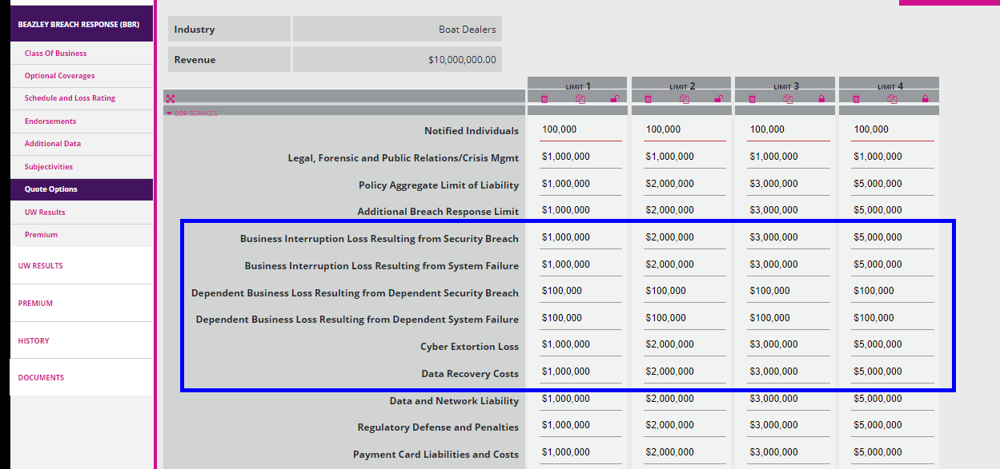 BEAZLEY BREACH RESPONSE (BBR)
Class Of Business
Optional Coverages
Schedule and Loss Rating
Endorsements
Additional Data
Subjectivities
Quote Options
UW Results
Premium
UW RESULTS
PREMIUM
HISTORY
DOCUMENTS
Industry Boat Dealers
Revenue $10,000,000.00
LIMIT 1 LIMIT 2 LIMIT 3 LIMIT 4
BBR SERVICES
Notified Individuals 100,000 100,000 100,000 100,000
Legal, Forensic and Public Relations/Crisis Mgmt $1,000,000 $1,000,000 $1,000,000 $1,000,000
Policy Aggregate Limit of Liability $1,000,000 $2,000,000 $3,000,000 $5,000,000
Additional Breach Response Limit $1,000,000 $2,000,000 $3,000,000 $5,000,000
Business Interruption Loss Resulting from Security Breach $1,000,000 $2,000,000 $3,000,000 $5,000,000
Business Interruption Loss Resulting from System Failure $1,000,000 $2,000,000 $3,000,000 $5,000,000
Dependent Business Loss Resulting from Dependent Security Breach $100,000 $100,000 $100,000 $100,000
Dependent Business Loss Resulting from Dependent System Failure $100,000 $100,000 $100,000 $100,000
Cyber Extortion Loss $1,000,000 $2,000,000 $3,000,000 $5,000,000
Data Recovery Costs $1,000,000 $2,000,000 $3,000,000 $5,000,000
Data and Network Liability $1,000,000 $2,000,000 $3,000,000 $5,000,000
Regulatory Defense and Penalties $1,000,000 $2,000,000 $3,000,000 $5,000,000
Payment Card Liabilities and Costs $1,000,000 $2,000,000 $3,000,000 $5,000,000